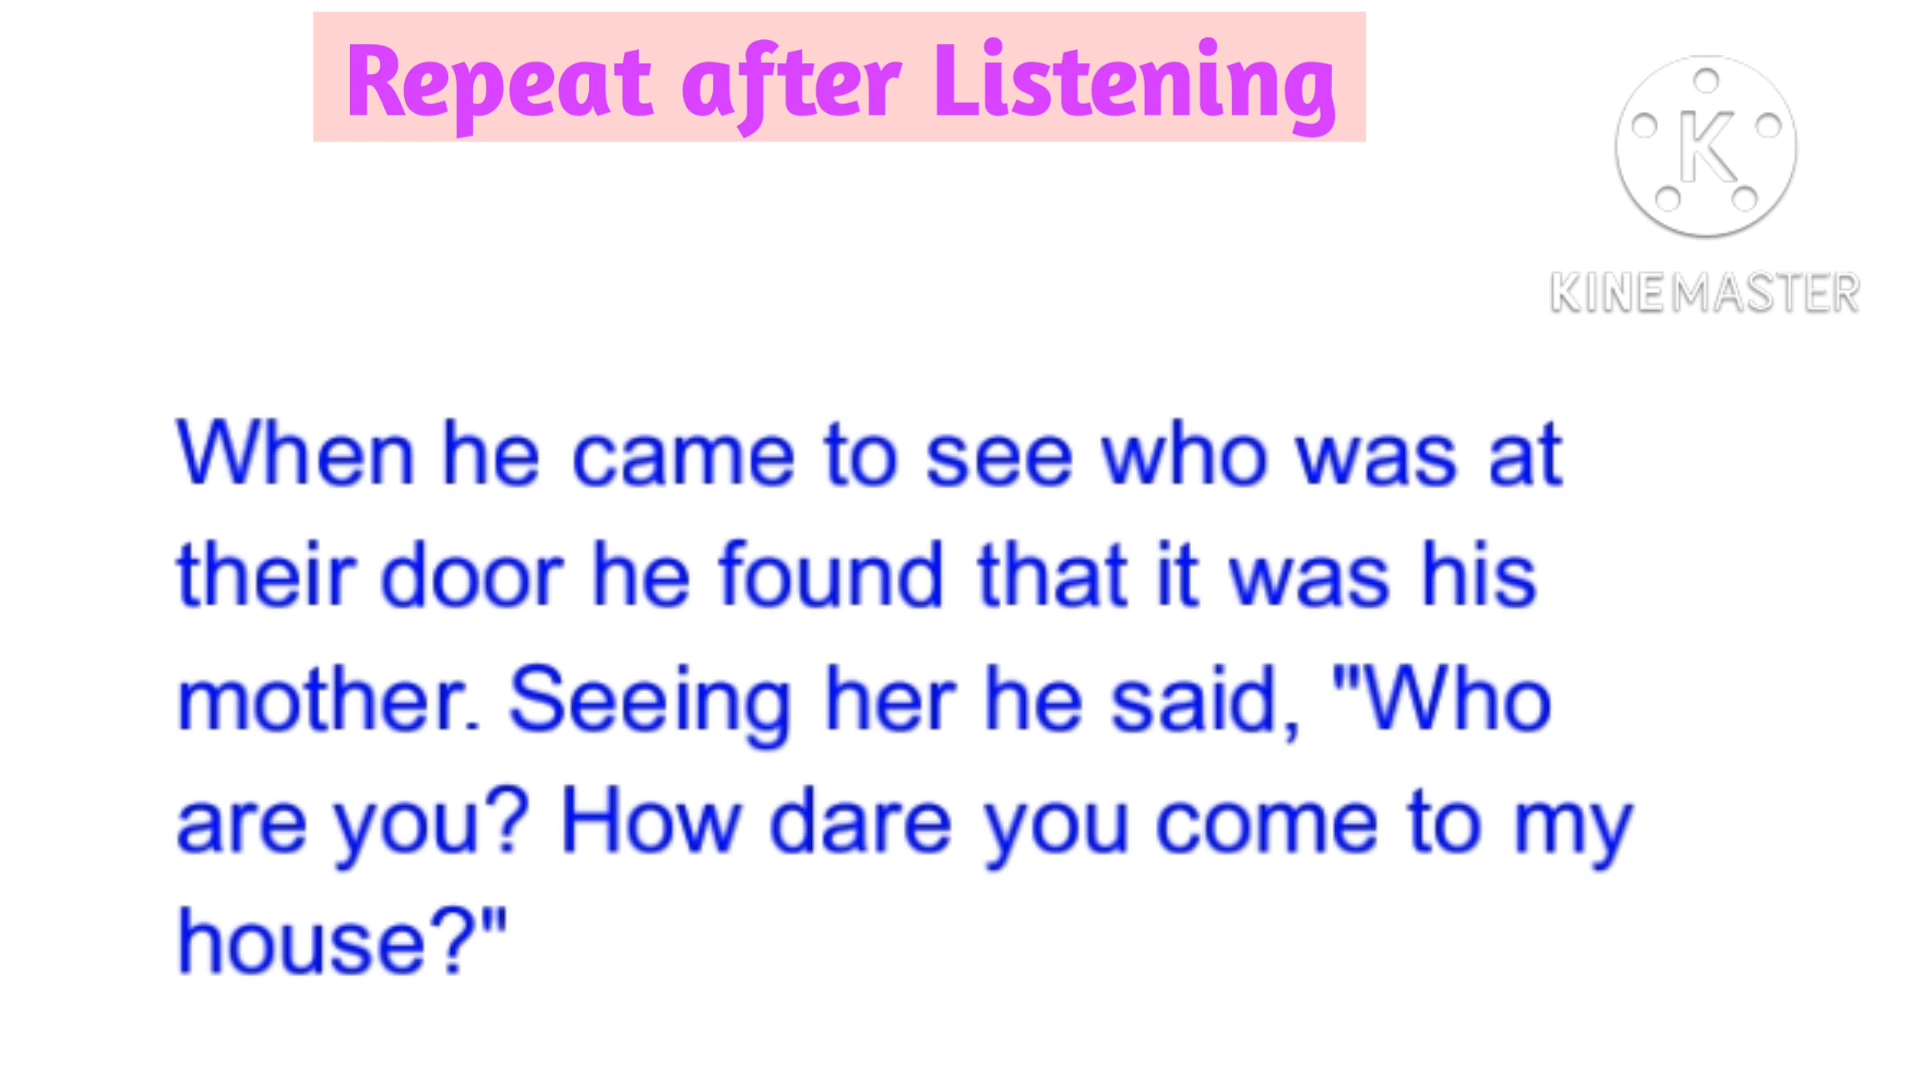 Repeat after Listening
K
KINEMASTER
When he came to see who was at
their door he found that it was his
mother. Seeing her he said, "Who
are you? How dare you come to my
house?"